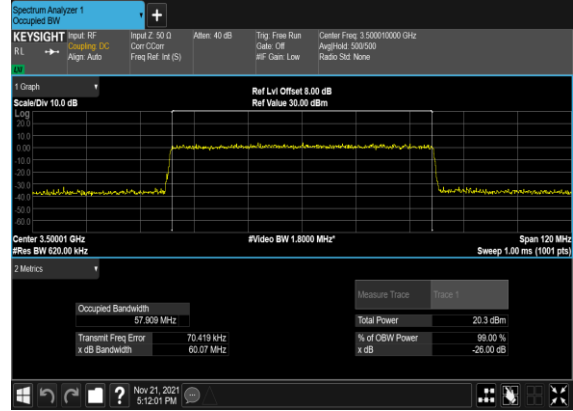 Spectrum Analyzer 1
Occupied BW
+
KEYSIGHT Input: RF Input Z: 50 Ω Atten: 40 dB Trig: Free Run Center Freq: 3.500010000 GHz
RL Coupling: DC Corr CCorr Gate: Off Avg|Hold: 500/500
Align: Auto Freq Ref: Int (S) #IF Gain: Low Radio Std: None
1 Graph
Ref Lvl Offset 8.00 dB
Scale/Div 10.0 dB Ref Value 30.00 dBm
Log
20.0
10.0
0.00
-10.0
-20.0
-30.0
-40.0
-50.0
-60.0
Center 3.50001 GHz #Video BW 1.8000 MHz* Span 120 MHz
#Res BW 620.00 kHz Sweep 1.00 ms (1001 pts)
2 Metrics
Measure Trace Trace 1
Occupied Bandwidth
57.909 MHz Total Power 20.3 dBm
Transmit Freq Error 70.419 kHz % of OBW Power 99.00 %
x dB Bandwidth 60.07 MHz x dB -26.00 dB
? Nov 21, 2021
5:12:01 PM